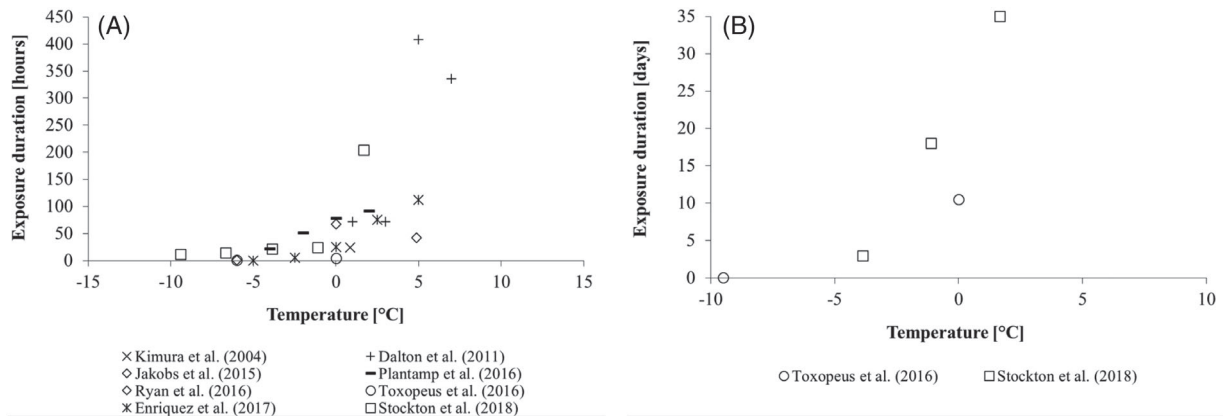 (A)
Exposure duration [hours]
450
400
350
300
250
200
150
100
50
0
-15
-10
-5
0
5
10
15
Temperature [°C]
× Kimura et al. (2004)
+ Dalton et al. (2011)
◇ Jakobs et al. (2015)
- Plantamp et al. (2016)
◇ Ryan et al. (2016)
○ Toxopeus et al. (2016)
* Enriquez et al. (2017)
□ Stockton et al. (2018)
(B)
Exposure duration [days]
35
30
25
20
15
10
5
0
-10
-5
0
5
10
Temperature [°C]
○ Toxopeus et al. (2016)
□ Stockton et al. (2018)